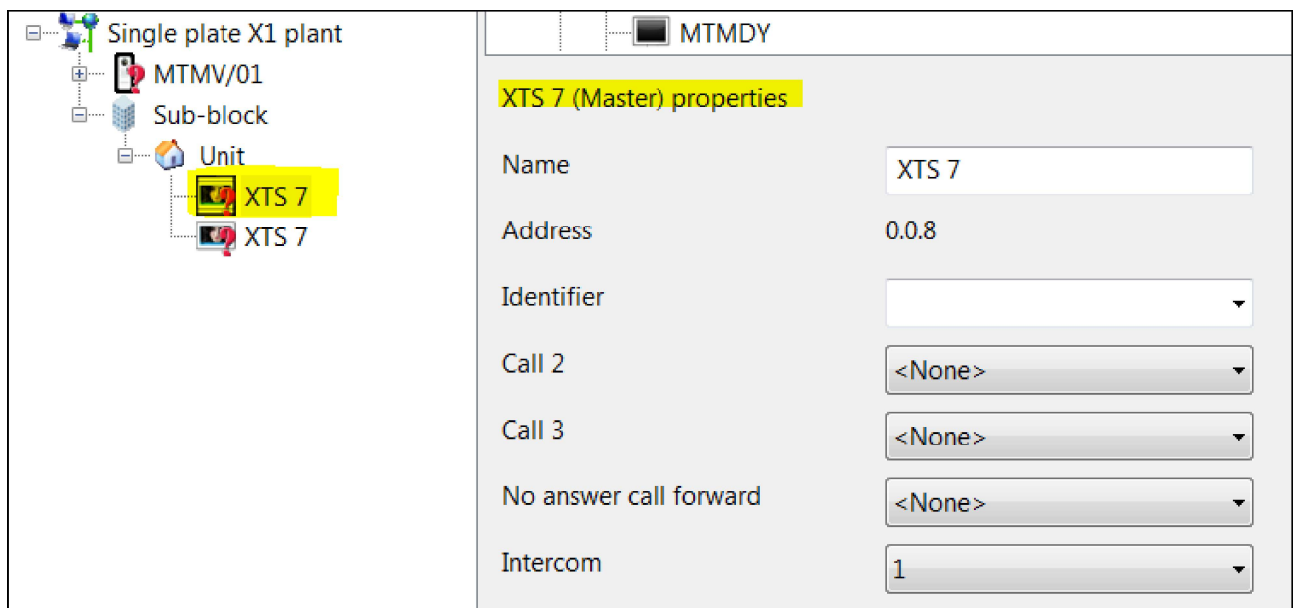 Single plate X1 plant
MTMV/01
Sub-block
Unit
XTS 7
XTS 7
MTMDY
XTS 7 (Master) properties
Name
XTS 7
Address
0.0.8
Identifier
Call 2
<None>
Call 3
<None>
No answer call forward
<None>
Intercom
1